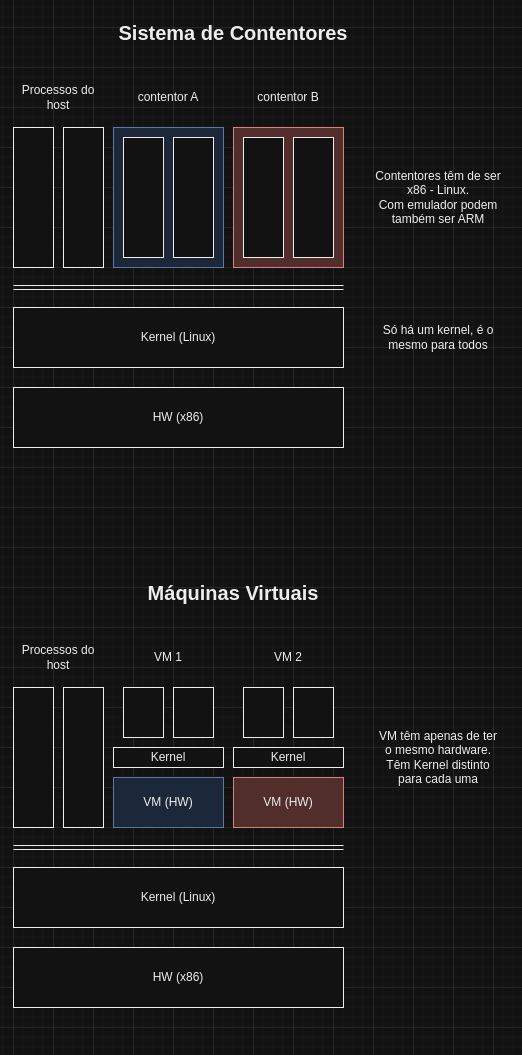 Sistema de Contentores
Processos do
host
contentor A
contentor B
Contentores têm de ser
x86 - Linux.
Com emulador podem
também ser ARM
Kernel (Linux)
Só há um kernel, é o
mesmo para todos
HW (x86)
Máquinas Virtuais
Processos do
host
VM 1
VM 2
VM têm apenas de ter
o mesmo hardware.
Têm Kernel distinto
para cada uma
Kernel
Kernel
VM (HW)
VM (HW)
Kernel (Linux)
HW (x86)